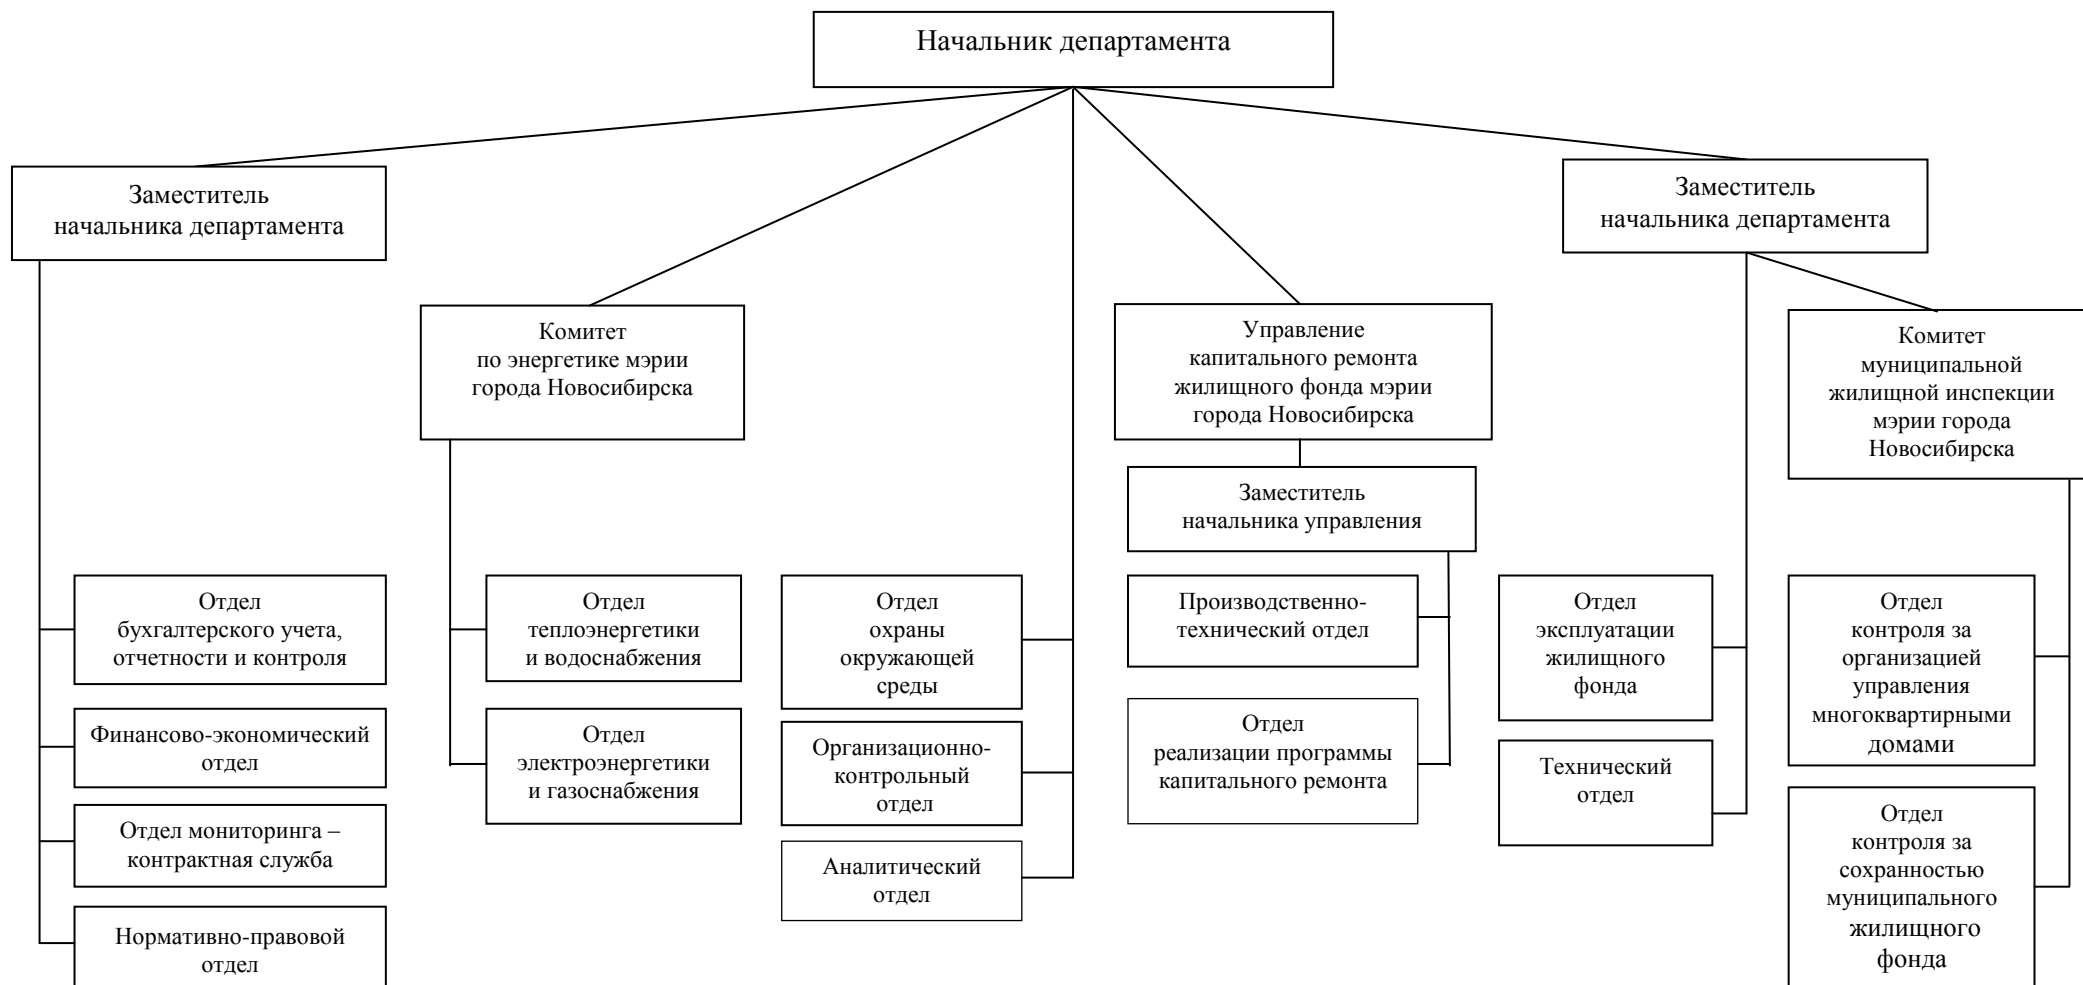 Начальник департамента
Заместитель
начальника департамента
Заместитель
начальника департамента
Комитет
по энергетике мэрии
города Новосибирска
Управление
капитального ремонта
жилищного фонда мэрии
города Новосибирска
Комитет
муниципальной
жилищной инспекции
мэрии города
Новосибирска
Заместитель
начальника управления
Отдел
бухгалтерского учета,
отчетности и контроля
Финансово-экономический
отдел
Отдел мониторинга –
контрактная служба
Нормативно-правовой
отдел
Отдел
теплоэнергетики
и водоснабжения
Отдел
электроэнергетики
и газоснабжения
Отдел
охраны
окружающей
среды
Организационно-
контрольный
отдел
Аналитический
отдел
Производственно-
технический отдел
Отдел
реализации программы
капитального ремонта
Отдел
эксплуатации
жилищного
фонда
Технический
отдел
Отдел
контроля за
организацией
управления
многоквартирными
домами
Отдел
контроля за
сохранностью
муниципального
жилищного
фонда